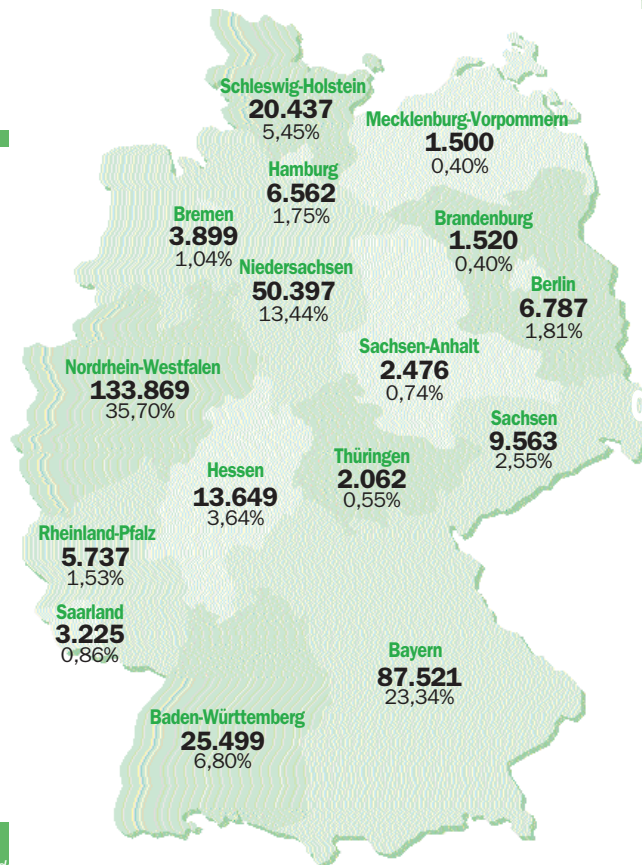 Schleswig-Holstein
20.437
5,45%
Mecklenburg-Vorpommern
1.500
0,40%
Hamburg
6.562
1,75%
Bremen
3.899
1,04%
Brandenburg
1.520
0,40%
Niedersachsen
50.397
13,44%
Berlin
6.787
1,81%
Sachsen-Anhalt
2.476
0,74%
Nordrhein-Westfalen
133.869
35,70%
Sachsen
9.563
2,55%
Thüringen
2.062
0,55%
Hessen
13.649
3,64%
Rheinland-Pfalz
5.737
1,53%
Saarland
3.225
0,86%
Bayern
87.521
23,34%
Baden-Württemberg
25.499
6,80%